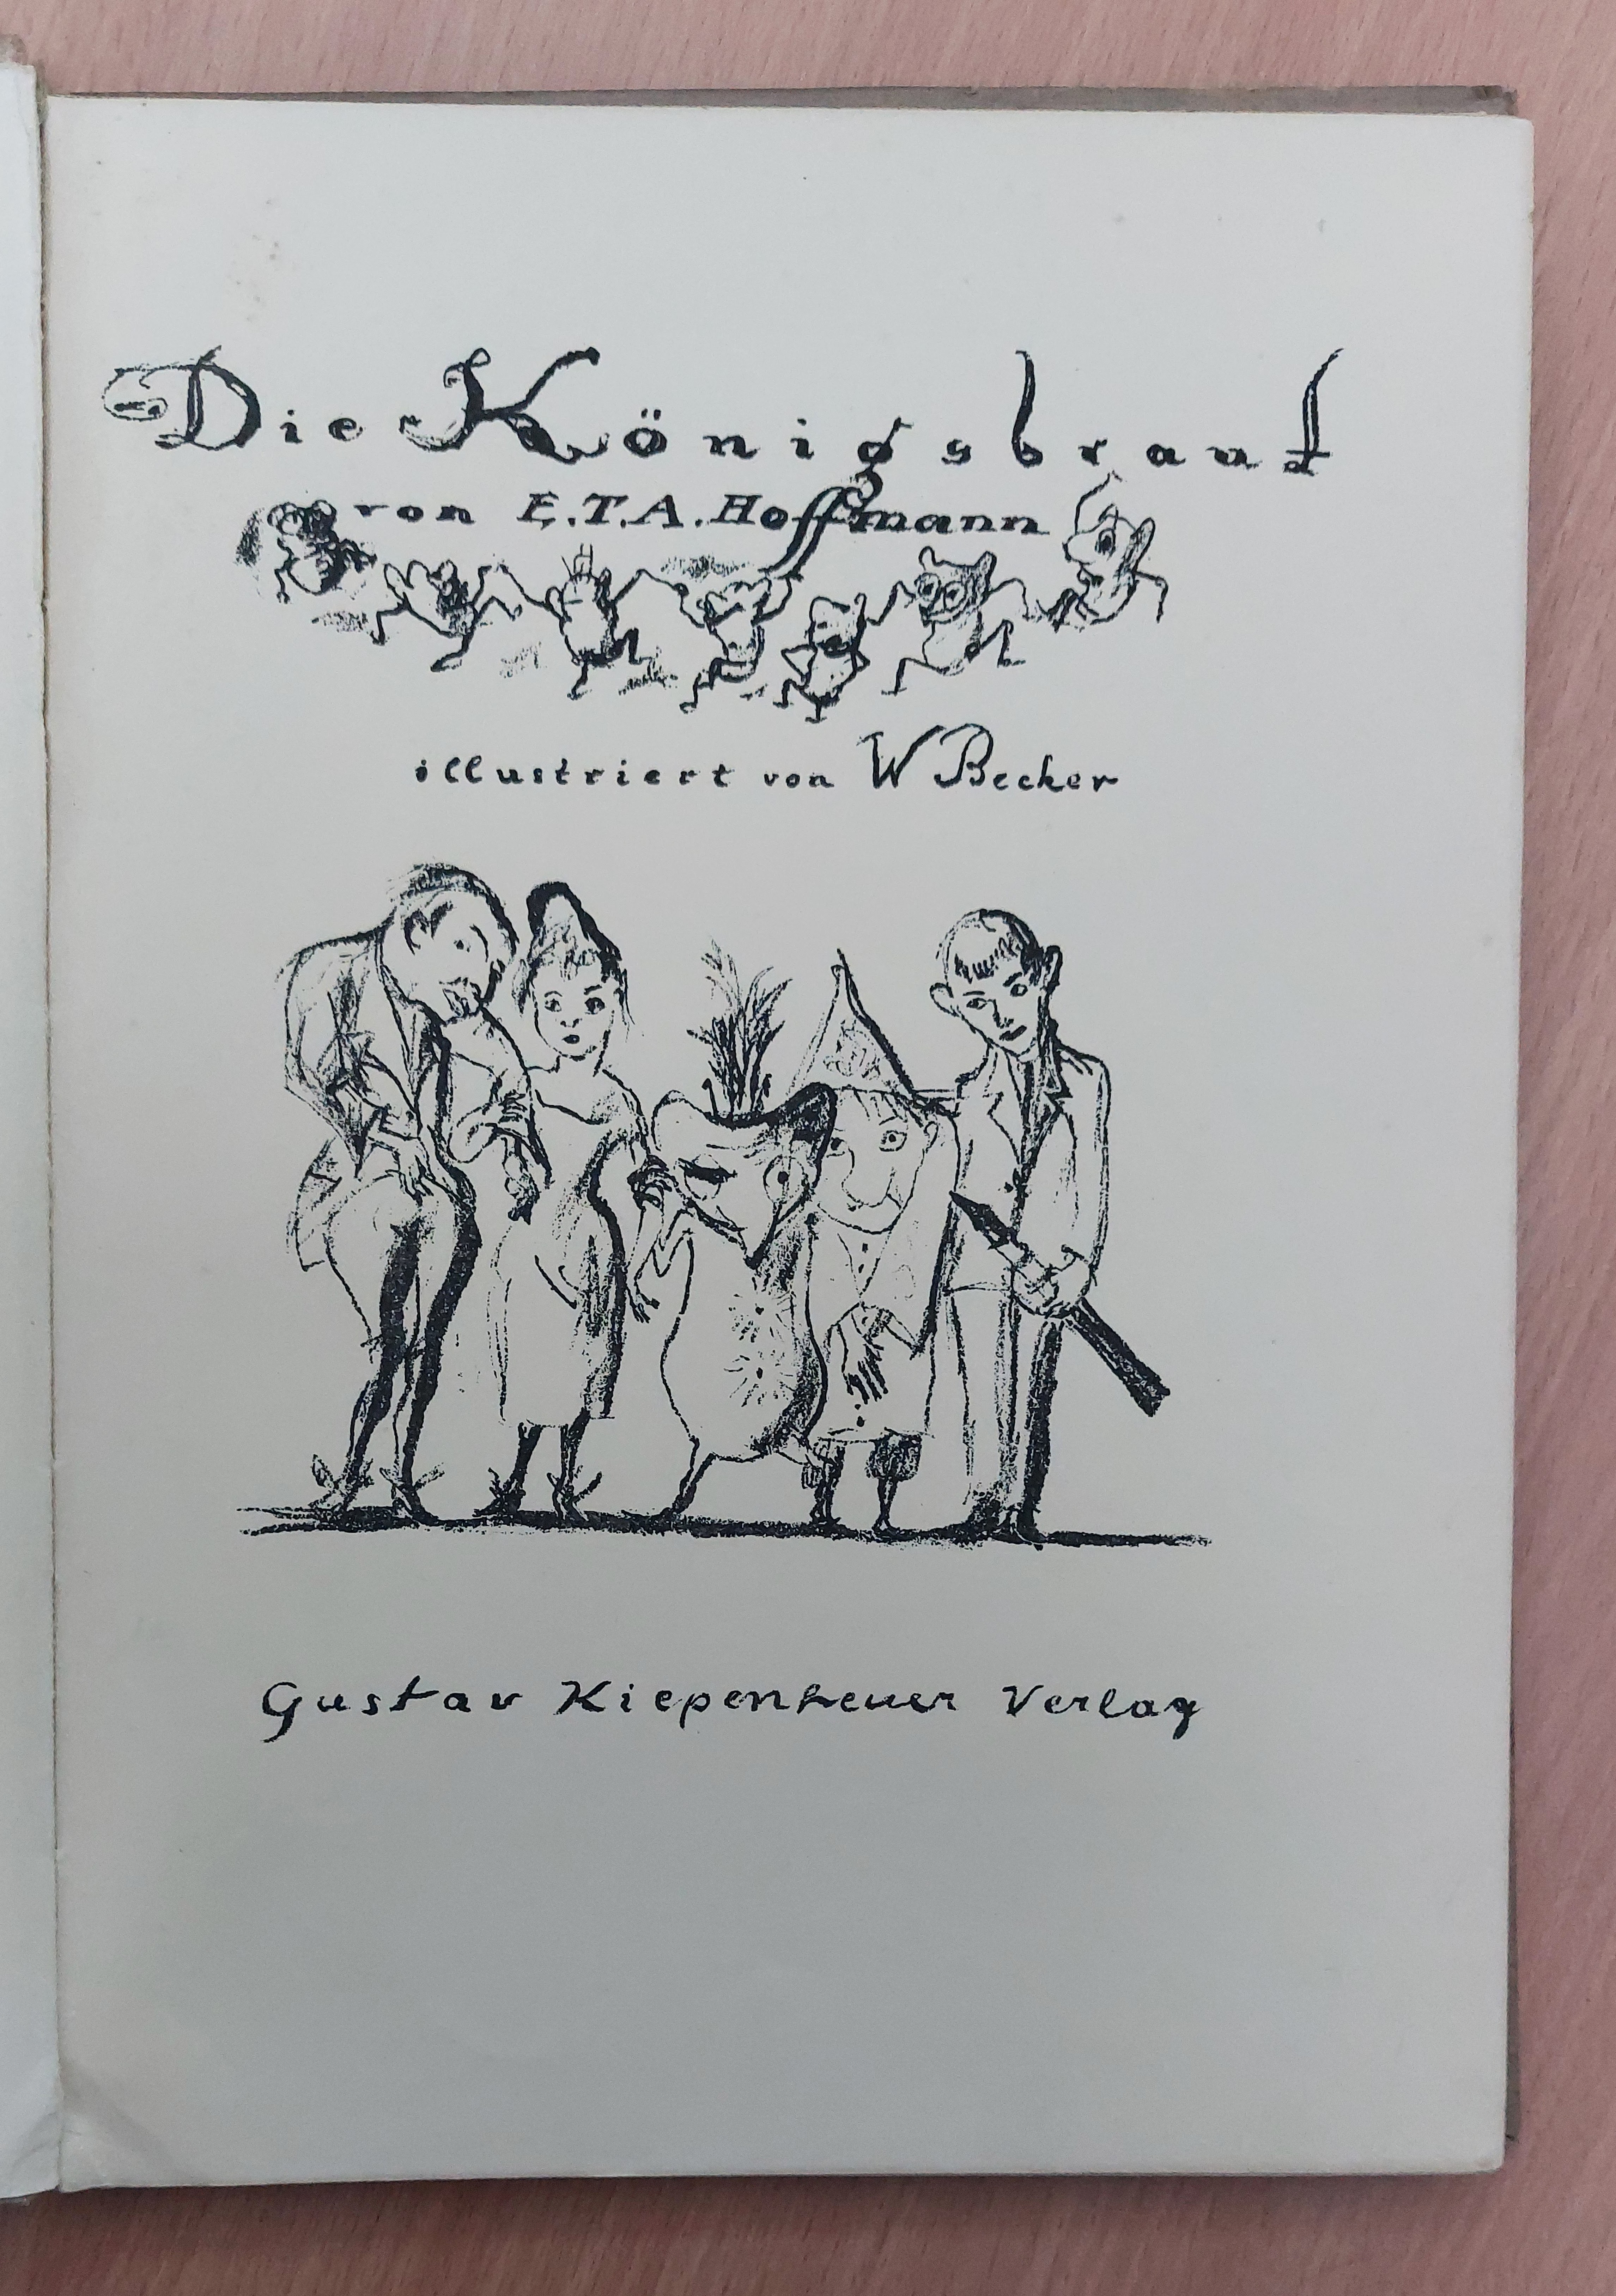 Die Königsbraut
von E.T.A. Hoffmann
illustriert von W Becker
Gustav Kiepenheuer Verlag